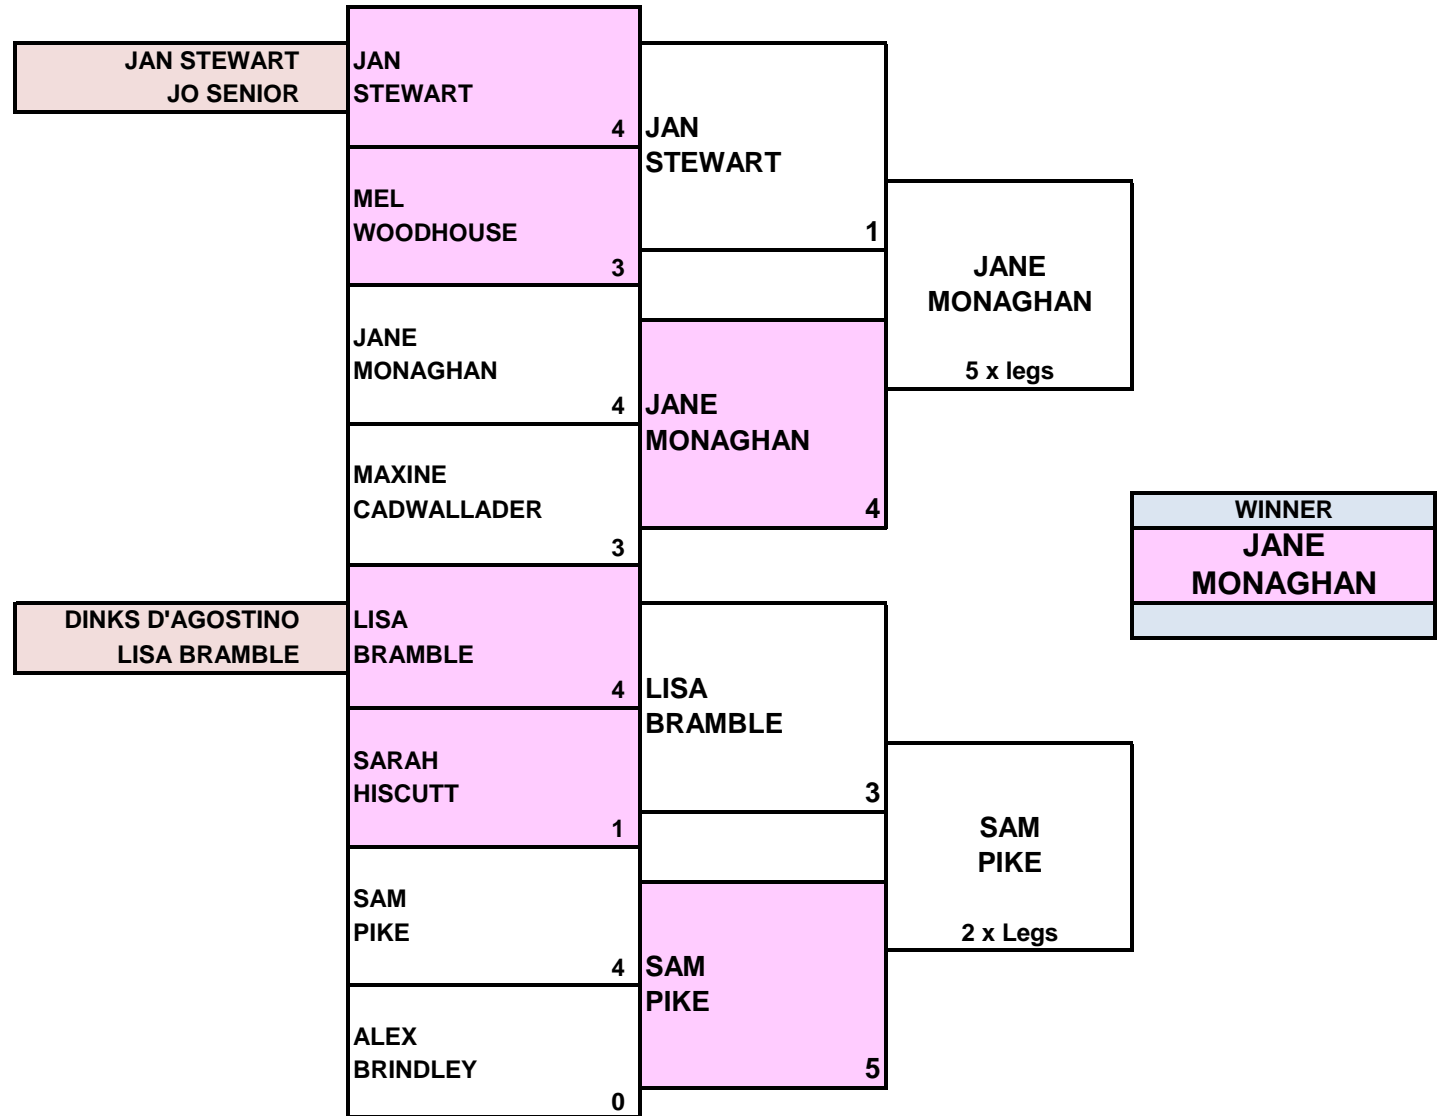 JAN STEWART
JO SENIOR
DINKS D'AGOSTINO
LISA BRAMBLE
JAN
STEWART
4
MEL
WOODHOUSE
3
JANE
MONAGHAN
4
MAXINE
CADWALLADER
3
LISA
BRAMBLE
4
SARAH
HISCUTT
1
SAM
PIKE
4
ALEX
BRINDLEY
0
JAN
STEWART
1
JANE
MONAGHAN
4
LISA
BRAMBLE
3
SAM
PIKE
5
JANE
MONAGHAN
5 x legs
SAM
PIKE
2 x Legs
WINNER
JANE
MONAGHAN